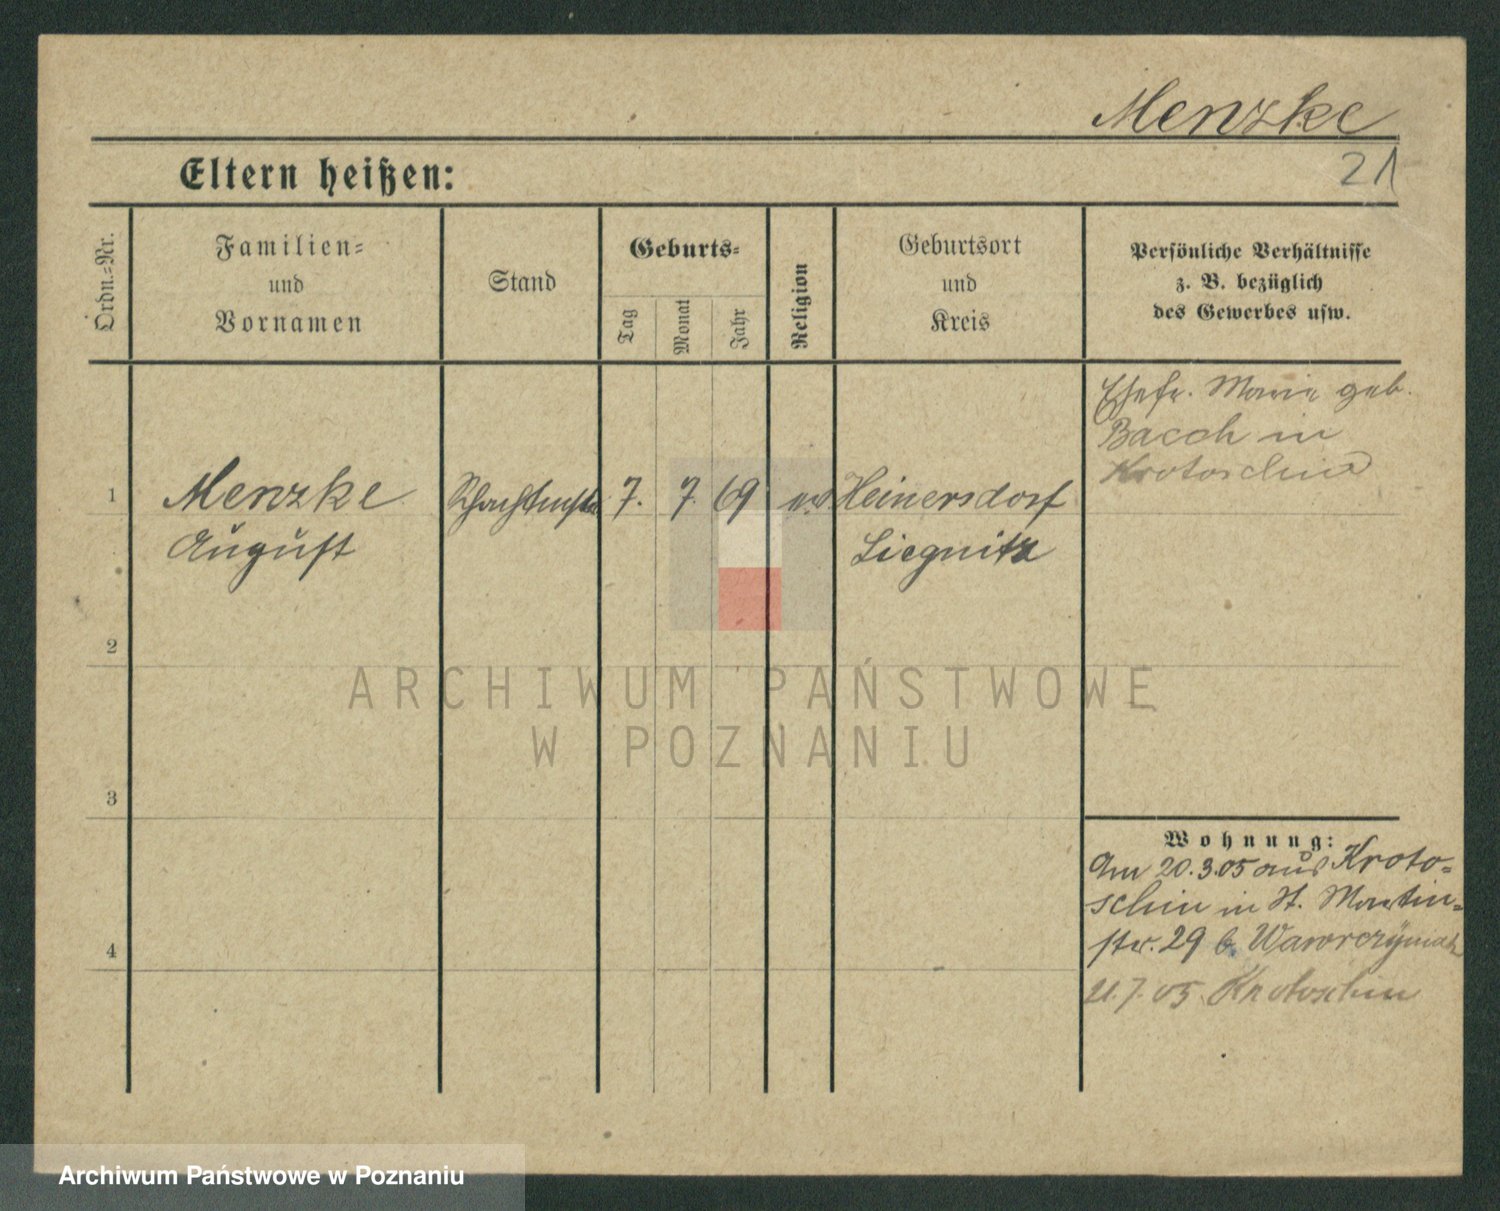 Menzke
21
Eltern heißen:
Ordn.-Nr.
Familien-
und
Vornamen
Stand
Geburts-
Tag
Monat
Jahr
Religion
Geburtsort
und
Kreis
Persönliche Verhältnisse
z. B. bezüglich
des Gewerbes usw.
1
Menzke
August
7. 7. 69
ev.
Heinersdorf
Liegnitz
Ehefr. Marie geb.
Bacch in
Krotoschin
2
3
4
Wohnung:
Am 20.3.05 aus Kroto-
schin in St. Martin-
str. 29 b. Wawrczyniak
21.7.05 Krotoschin
ARCHIWUM PAŃSTWOWE
W POZNANIU
Archiwum Państwowe w Poznaniu